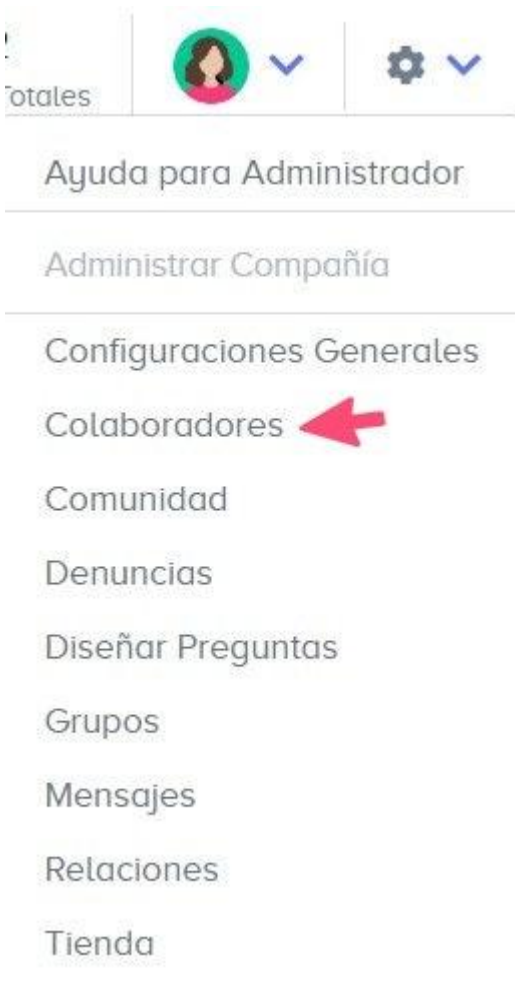 Totales
Ayuda para Administrador
Administrar Compañía
Configuraciones Generales
Colaboradores
Comunidad
Denuncias
Diseñar Preguntas
Grupos
Mensajes
Relaciones
Tienda